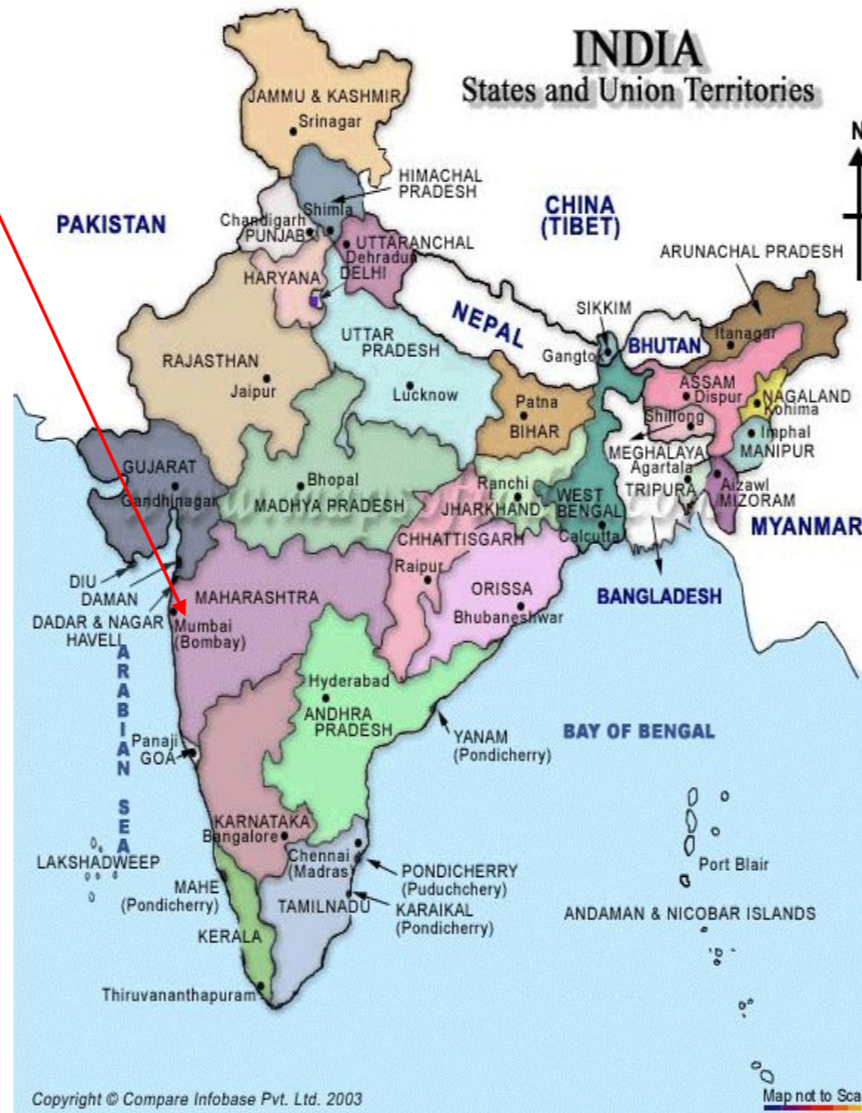 INDIA
States and Union Territories
N
JAMMU & KASHMIR
Srinagar
HIMACHAL
PRADESH
PAKISTAN
Chandigarh
Shimla
PUNJAB
CHINA
(TIBET)
UTTARANCHAL
Dehradun
DELHI
HARYANA
ARUNACHAL PRADESH
NEPAL
SIKKIM
BHUTAN
Itanagar
Gangto
UTTAR
PRADESH
Lucknow
RAJASTHAN
Jaipur
ASSAM
Dispur
NAGALAND
Kohima
Patna
BIHAR
Shillong
Imphal
MANIPUR
MEGHALAYA
Agartala
TRIPURA
Aizawl
MIZORAM
GUJARAT
Gandhinagar
Bhopal
MADHYA PRADESH
Ranchi
JHARKHAND
WEST
BENGAL
Calcutta
MYANMAR
CHHATTISGARH
Raipur
DIU
DAMAN
DADAR & NAGAR
HAVELI
MAHARASHTRA
ORISSA
Bhubaneshwar
BANGLADESH
Mumbai
(Bombay)
ARABIAN SEA
Hyderabad
ANDHRA
PRADESH
YANAM
(Pondicherry)
BAY OF BENGAL
Panaji
GOA
KARNATAKA
Bangalore
LAKSHADWEEP
Chennai
(Madras)
PONDICHERRY
(Puduchchery)
Port Blair
MAHE
(Pondicherry)
TAMILNADU
KARAIKAL
(Pondicherry)
ANDAMAN & NICOBAR ISLANDS
KERALA
Thiruvananthapuram
Copyright © Compare Infobase Pvt. Ltd. 2003
Map not to Sca